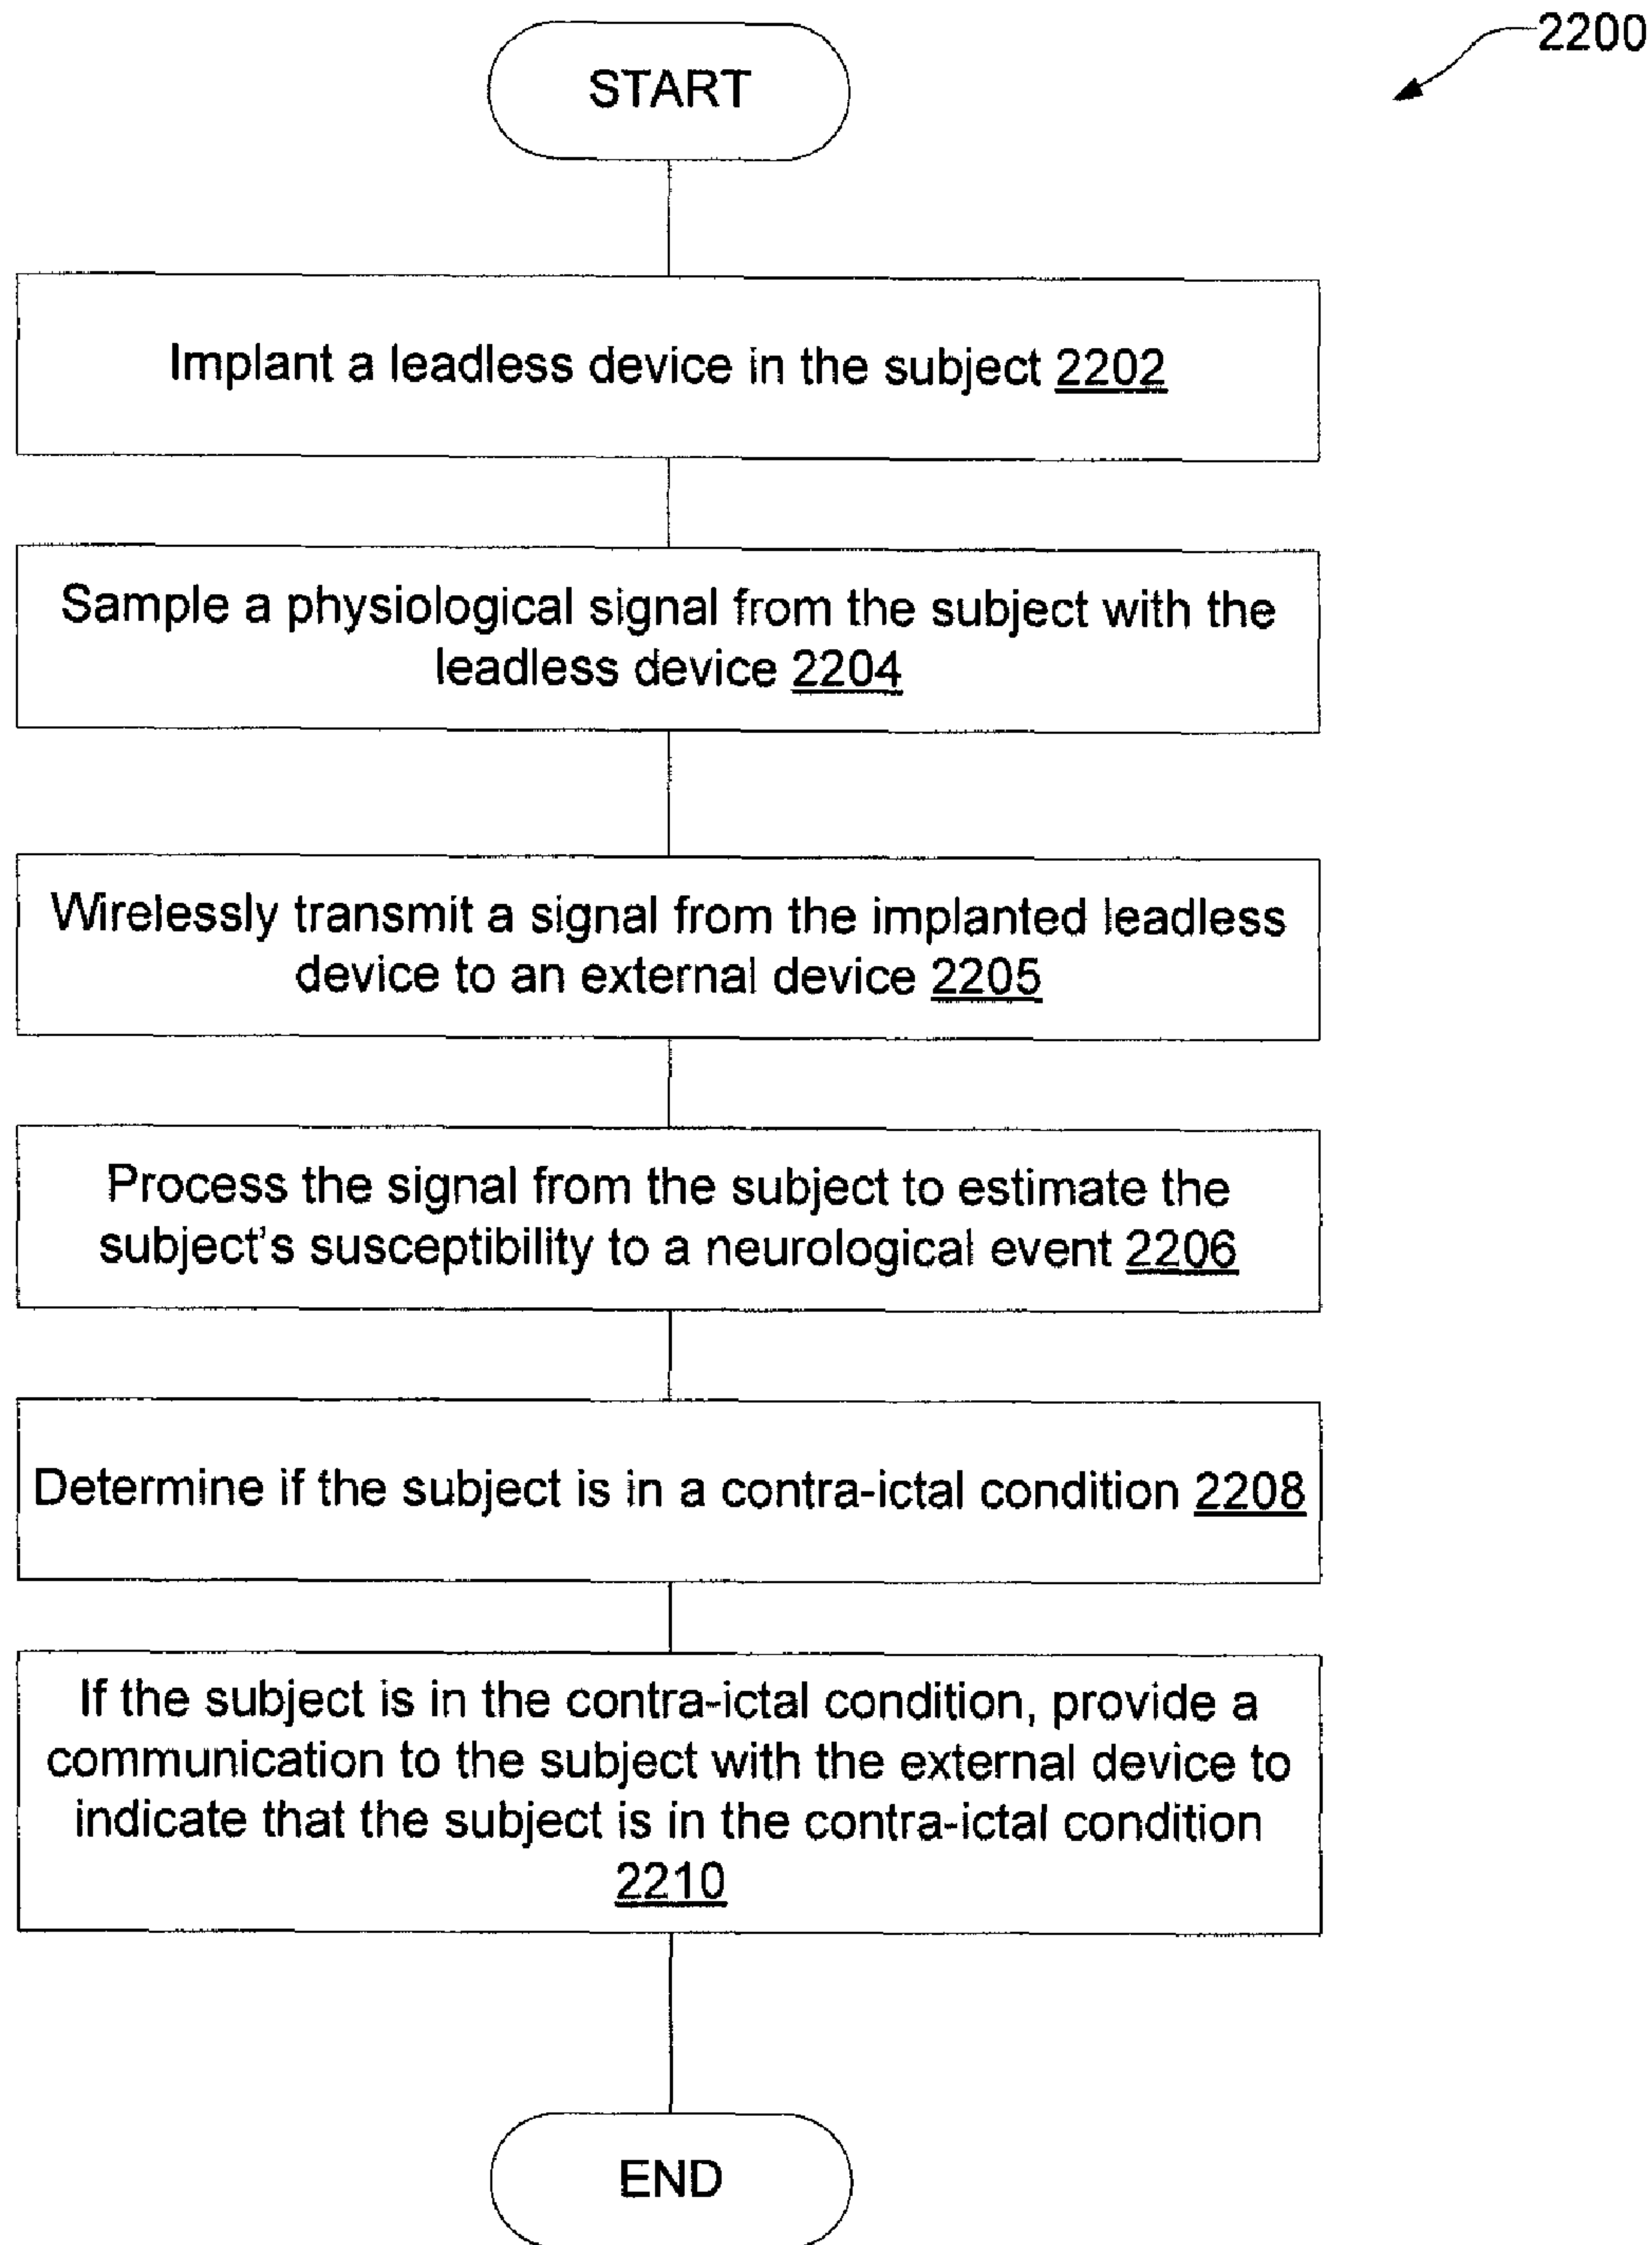 2200
START
Implant a leadless device in the subject 2202
Sample a physiological signal from the subject with the
leadless device 2204
Wirelessly transmit a signal from the implanted leadless
device to an external device 2205
Process the signal from the subject to estimate the
subject's susceptibility to a neurological event 2206
Determine if the subject is in a contra-ictal condition 2208
If the subject is in the contra-ictal condition, provide a
communication to the subject with the external device to
indicate that the subject is in the contra-ictal condition
2210
END